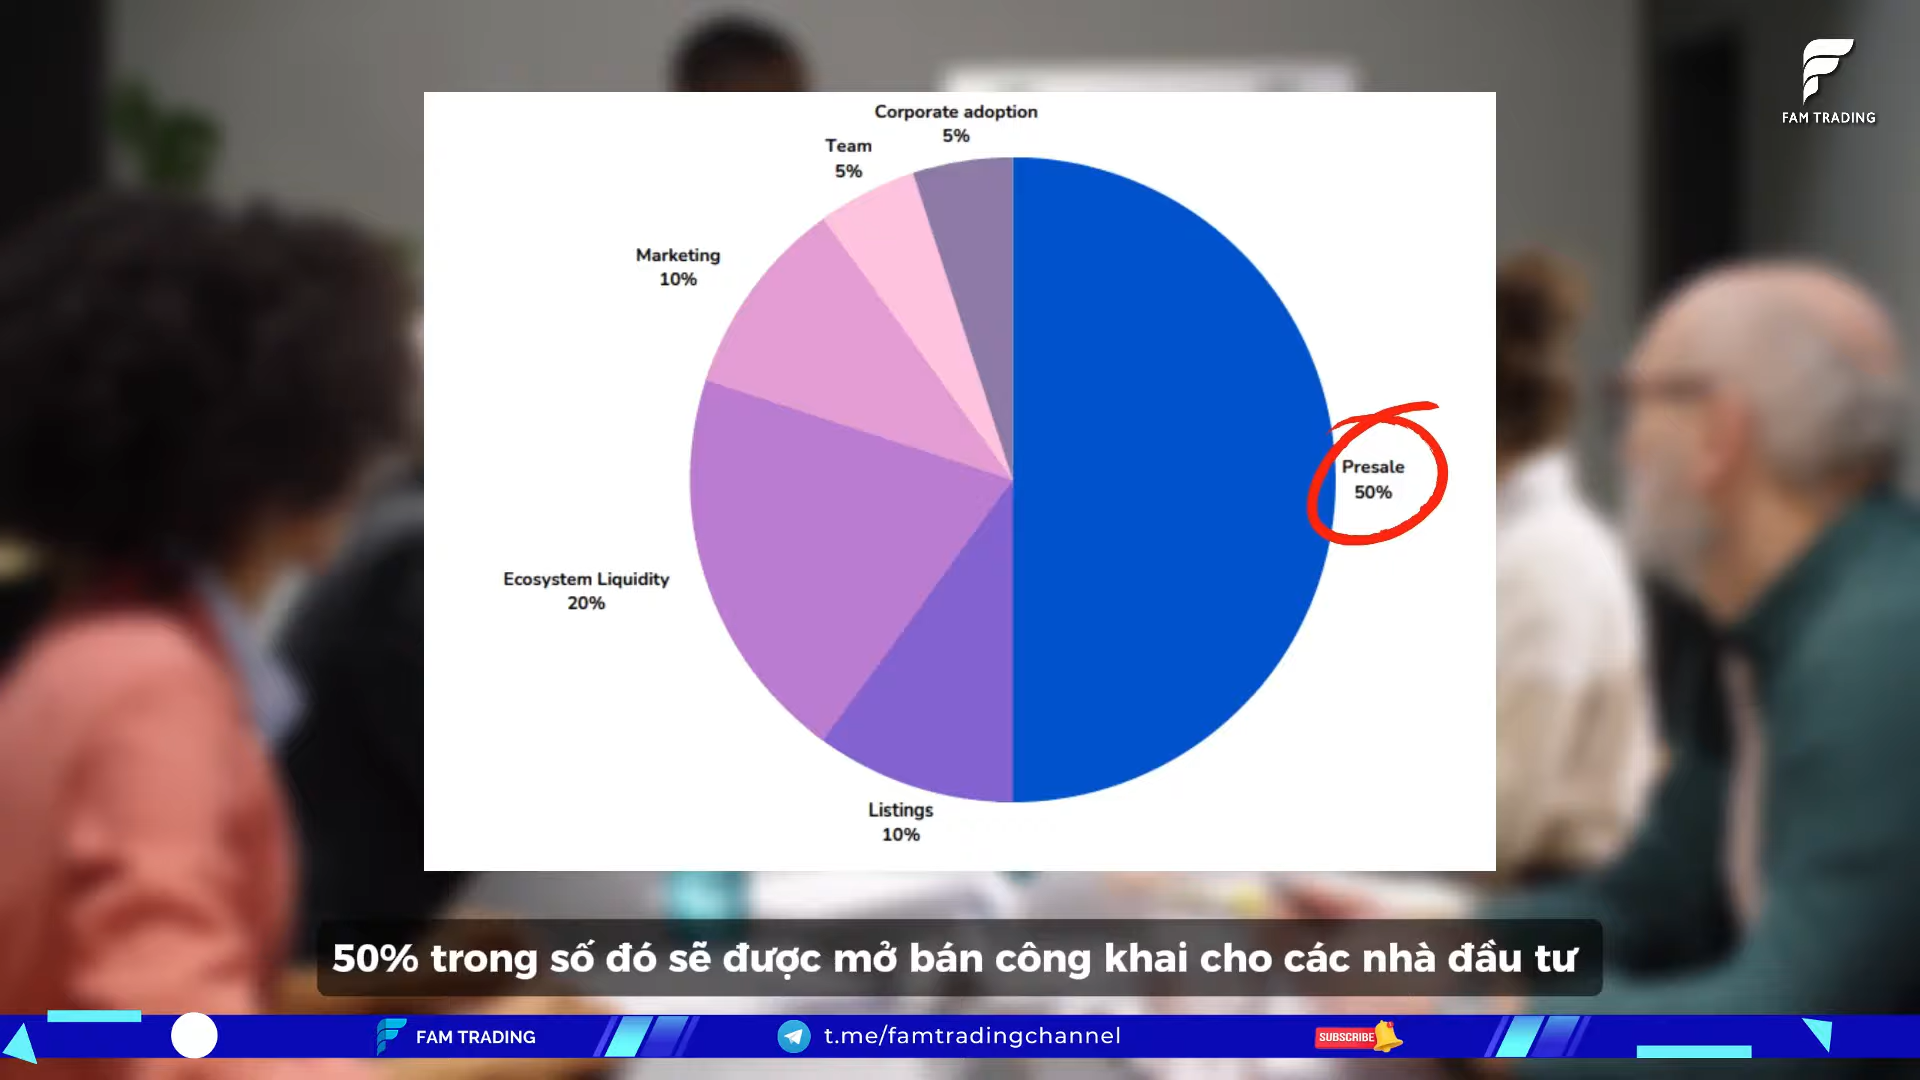 FAM TRADING
Corporate adoption
5%
Team
5%
Marketing
10%
Presale
50%
Ecosystem Liquidity
20%
Listings
10%
50% trong số đó sẽ được mở bán công khai cho các nhà đầu tư
FAM TRADING
t.me/famtradingchannel
SUBSCRIBE